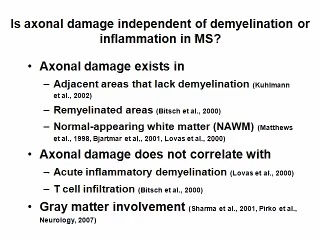 Is axonal damage independent of demyelination or
inflammation in MS?
• Axonal damage exists in
– Adjacent areas that lack demyelination (Kuhlmann
et al., 2002)
– Remyelinated areas (Bitsch et al., 2000)
– Normal-appearing white matter (NAWM) (Matthews
et al., 1998, Bjartmar et al,. 2001, Lovas et al., 2000)
• Axonal damage does not correlate with
– Acute inflammatory demyelination (Lovas et al., 2000)
– T cell infiltration (Bitsch et al., 2000)
• Gray matter involvement (Sharma et al., 2001, Pirko et al.,
Neurology, 2007)